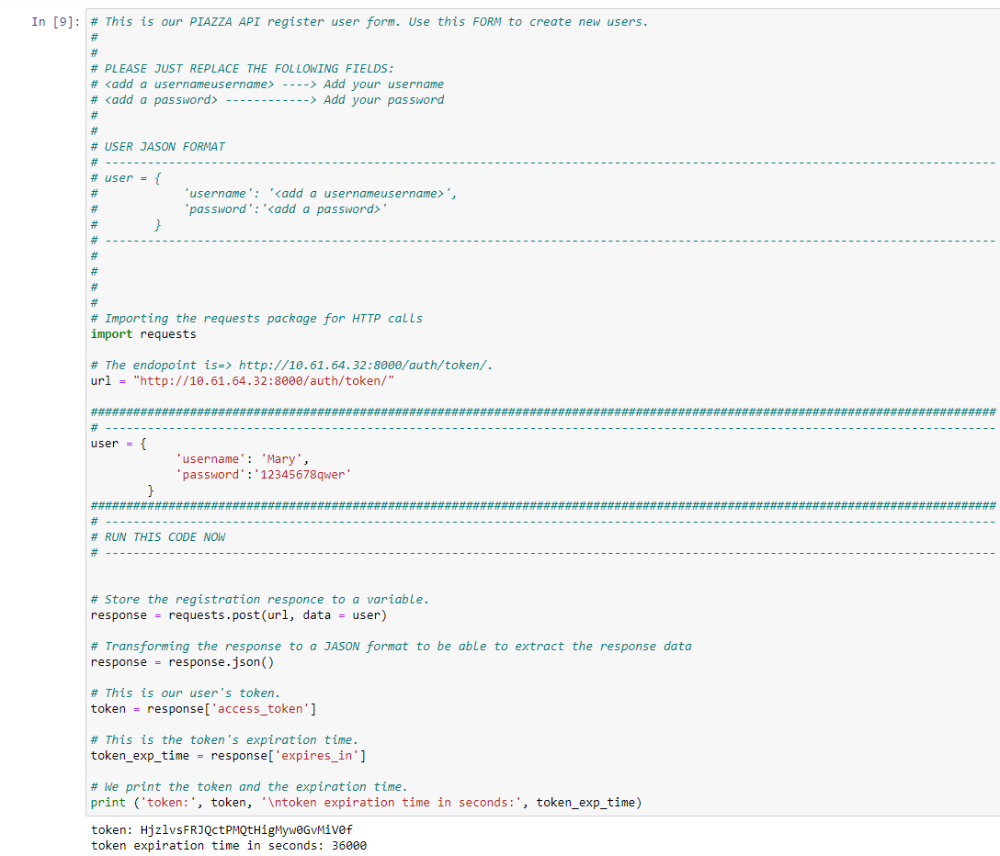 In [9]: # This is our PIAZZA API register user form. Use this FORM to create new users.
#
#
# PLEASE JUST REPLACE THE FOLLOWING FIELDS:
# <add a usernameusername> ----> Add your username
# <add a password> ------------> Add your password
#
#
# USER JASON FORMAT
# ------------------------------------------------------------------------------------------------------------------------------
# user = {
#            'username': '<add a usernameusername>',
#            'password':'<add a password>'
#        }
# ------------------------------------------------------------------------------------------------------------------------------
#
#
#
#
# Importing the requests package for HTTP calls
import requests

# The endopoint is=> http://10.61.64.32:8000/auth/token/.
url = "http://10.61.64.32:8000/auth/token/"

################################################################################################################################
# ------------------------------------------------------------------------------------------------------------------------------
user = {
            'username': 'Mary',
            'password':'12345678qwer'
        }
################################################################################################################################
# ------------------------------------------------------------------------------------------------------------------------------
# RUN THIS CODE NOW
# ------------------------------------------------------------------------------------------------------------------------------

# Store the registration responce to a variable.
response = requests.post(url, data = user)

# Transforming the response to a JASON format to be able to extract the response data
response = response.json()

# This is our user's token.
token = response['access_token']

# This is the token's expiration time.
token_exp_time = response['expires_in']

# We print the token and the expiration time.
print ('token:', token, '\ntoken expiration time in seconds:', token_exp_time)
token: HjzlvsFRJQctPMQtHigMyw0GvMiV0f
token expiration time in seconds: 36000